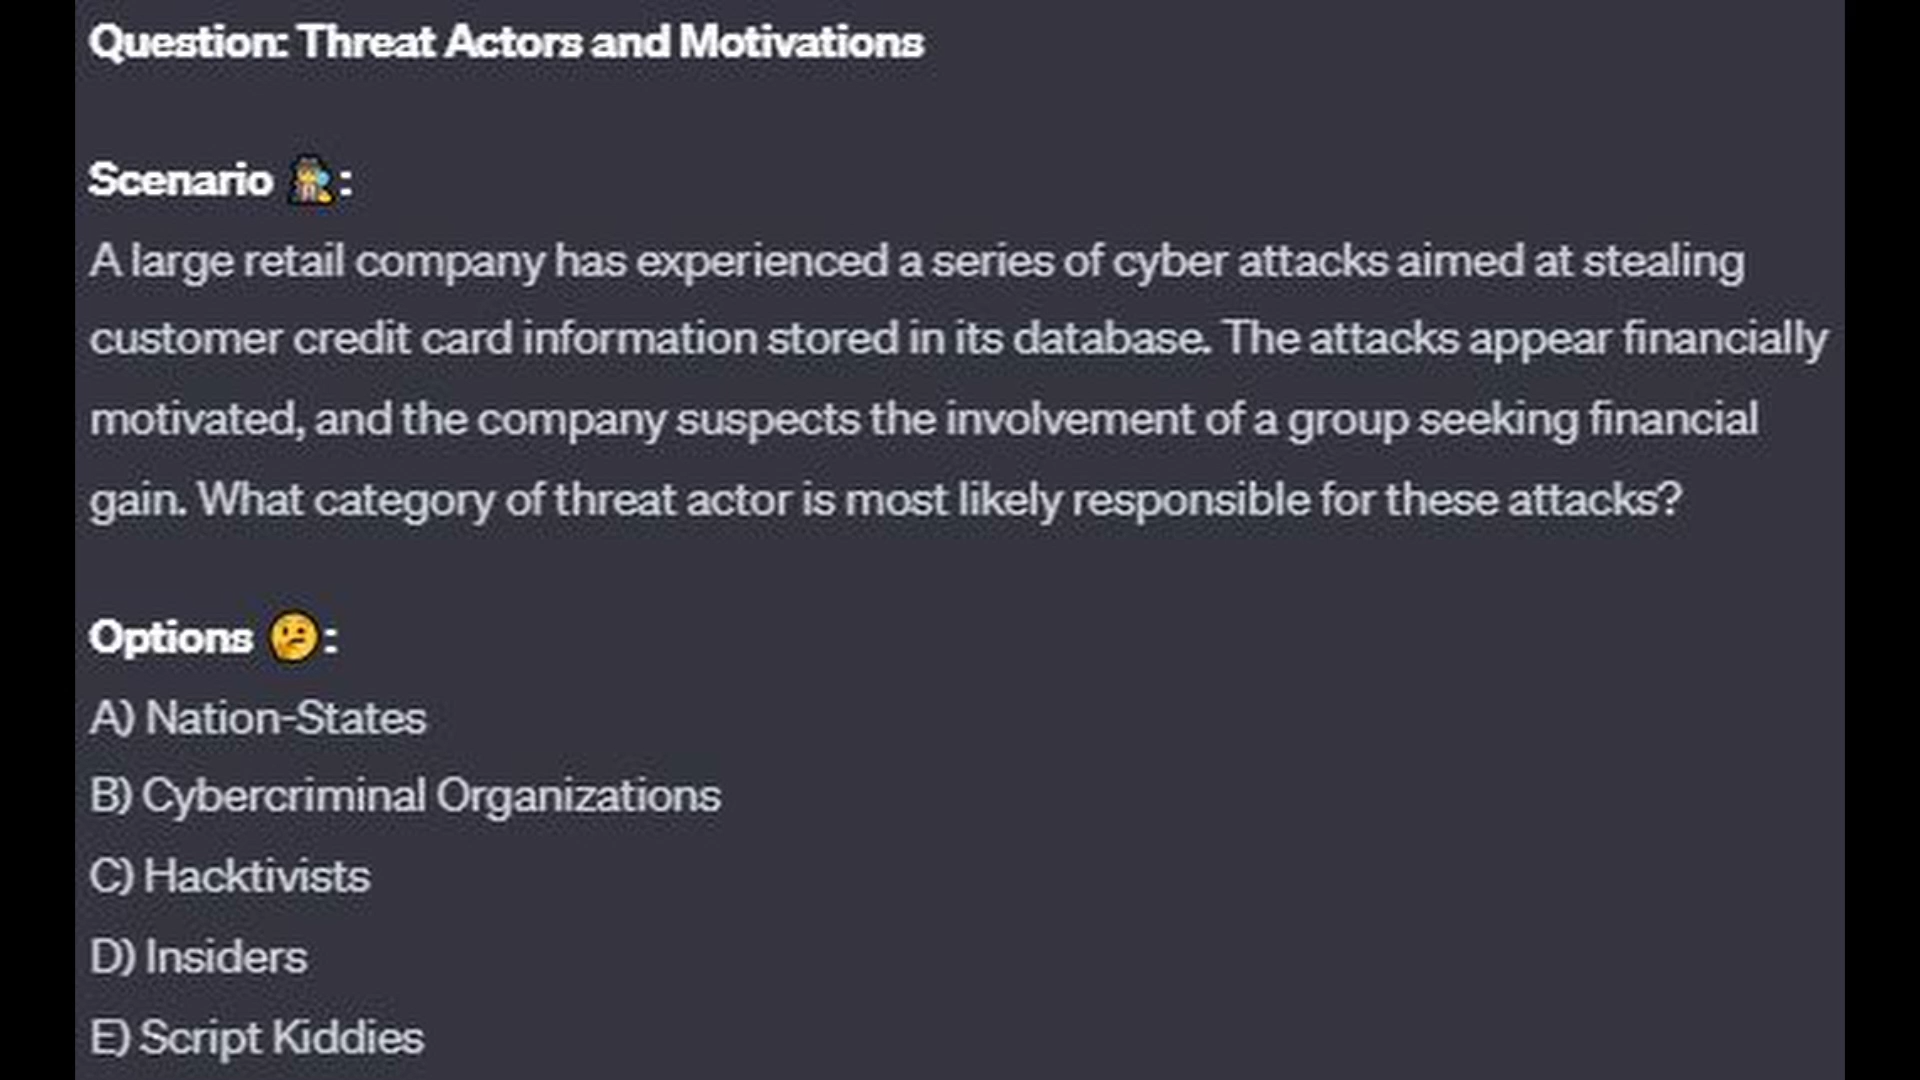 Question: Threat Actors and Motivations
Scenario 🕵️:
A large retail company has experienced a series of cyber attacks aimed at stealing
customer credit card information stored in its database. The attacks appear financially
motivated, and the company suspects the involvement of a group seeking financial
gain. What category of threat actor is most likely responsible for these attacks?
Options 🤔:
A) Nation-States
B) Cybercriminal Organizations
C) Hacktivists
D) Insiders
E) Script Kiddies